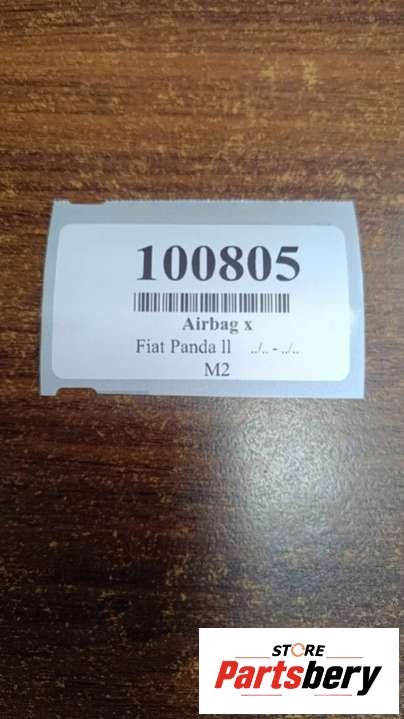 100805
Airbag x
Fiat Panda ll ../.. - ../..
M2
STORE
Partsbery